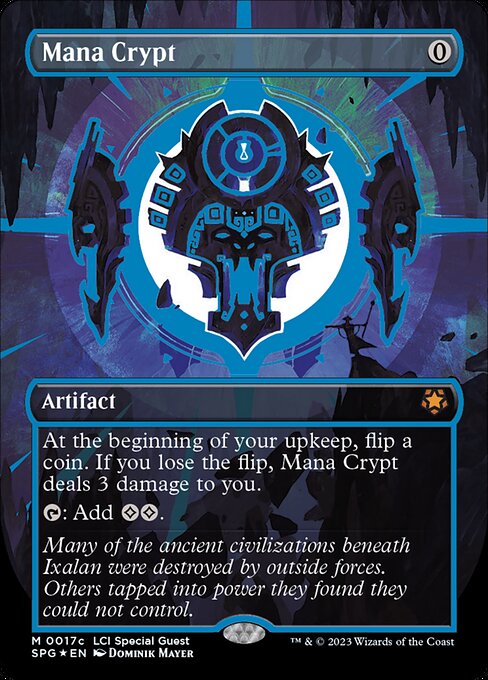 Mana Crypt 0
Artifact
At the beginning of your upkeep, flip a
coin. If you lose the flip, Mana Crypt
deals 3 damage to you.
: Add .
Many of the ancient civilizations beneath
Ixalan were destroyed by outside forces.
Others tapped into power they found they
could not control.
M 0017c LCI Special Guest
SPG★EN Dominik Mayer
™ & © 2023 Wizards of the Coast